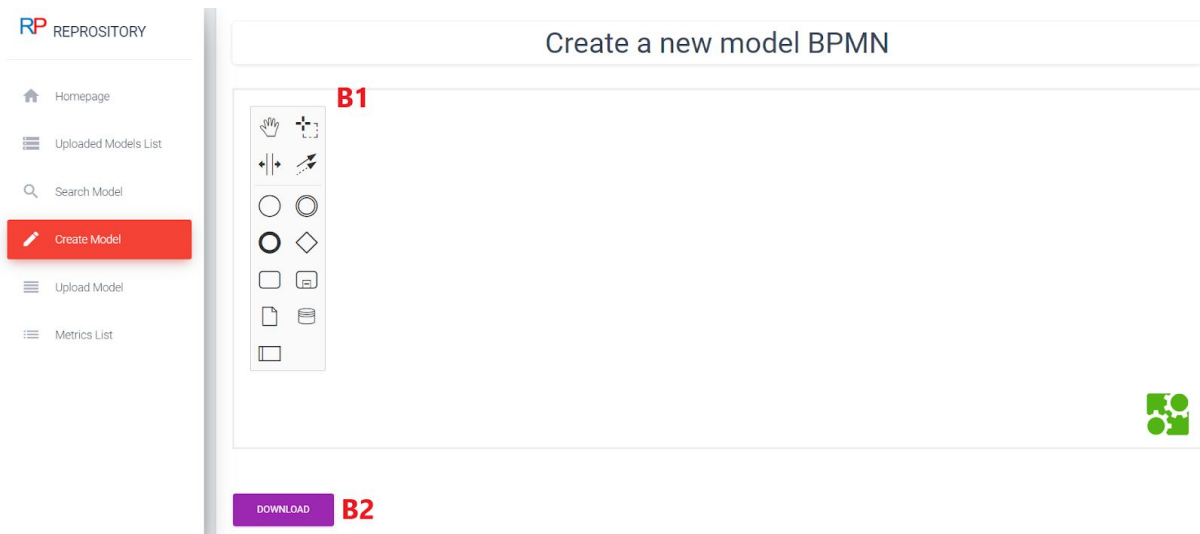 RP REPROSITORY
Homepage
Uploaded Models List
Search Model
Create Model
Upload Model
Metrics List
Create a new model BPMN
B1
DOWNLOAD B2